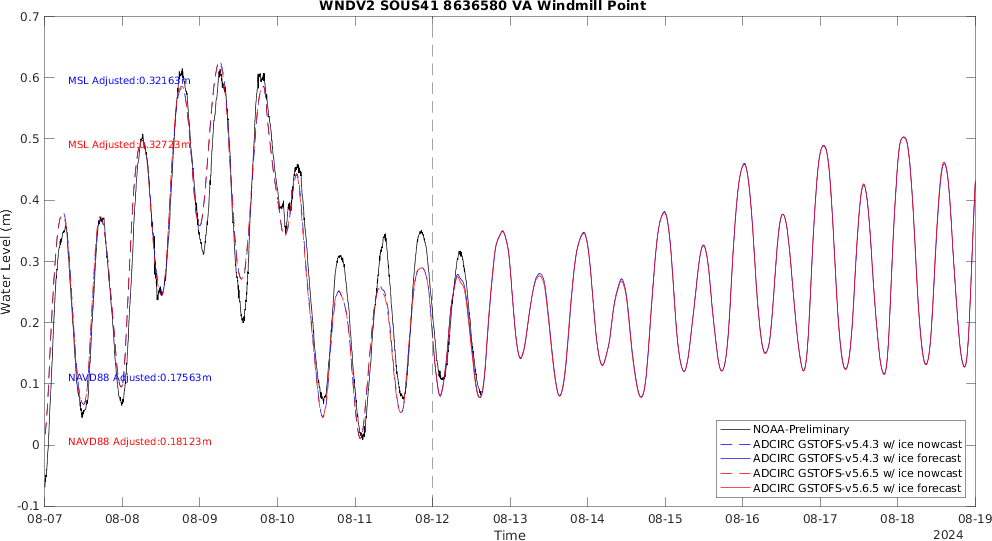 WNDV2 SOUS41 8636580 VA Windmill Point
0.7
0.6
0.5
0.4
0.3
0.2
0.1
0
-0.1
Water Level (m)
MSL Adjusted:0.32163m
MSL Adjusted:0.32723m
NAVD88 Adjusted:0.17563m
NAVD88 Adjusted:0.18123m
NOAA-Preliminary
ADCIRC GSTOFS-v5.4.3 w/ ice nowcast
ADCIRC GSTOFS-v5.4.3 w/ ice forecast
ADCIRC GSTOFS-v5.6.5 w/ ice nowcast
ADCIRC GSTOFS-v5.6.5 w/ ice forecast
08-07 08-08 08-09 08-10 08-11 08-12 08-13 08-14 08-15 08-16 08-17 08-18 08-19
Time
2024